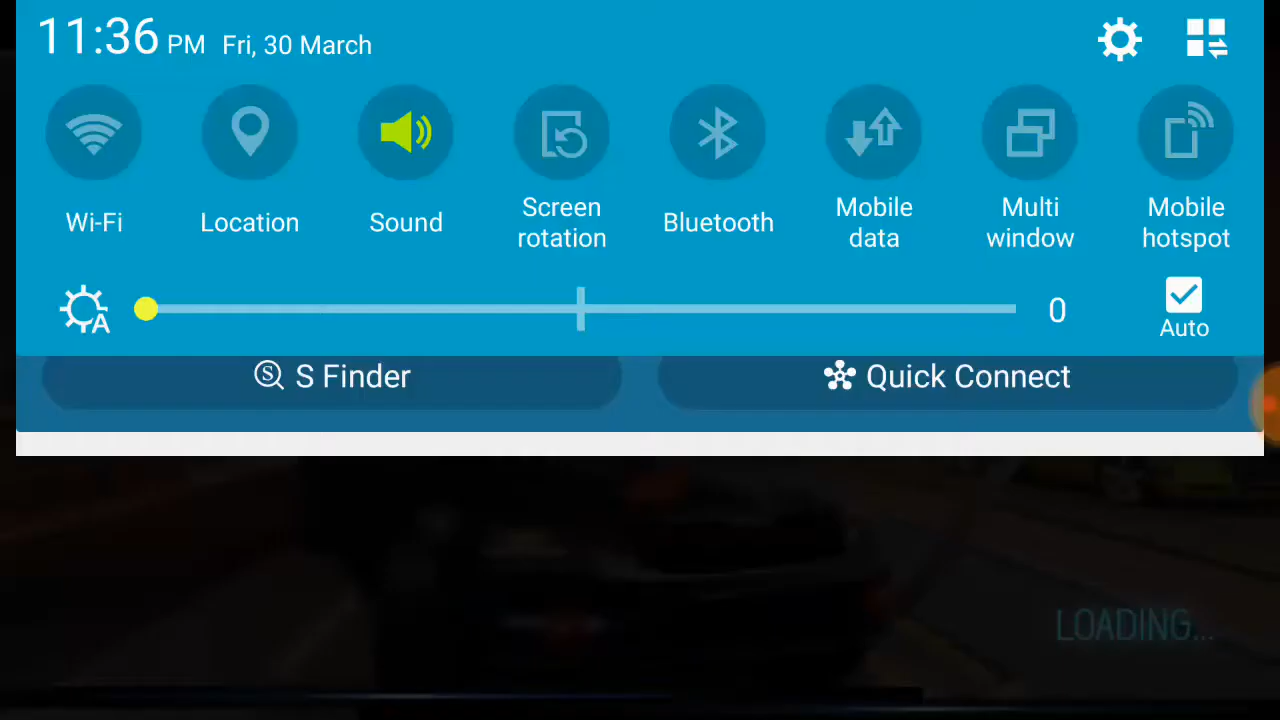 11:36 PM Fri, 30 March
Wi-Fi
Location
Sound
Screen
rotation
Bluetooth
Mobile
data
Multi
window
Mobile
hotspot
A
0
Auto
S Finder
Quick Connect
LOADING...